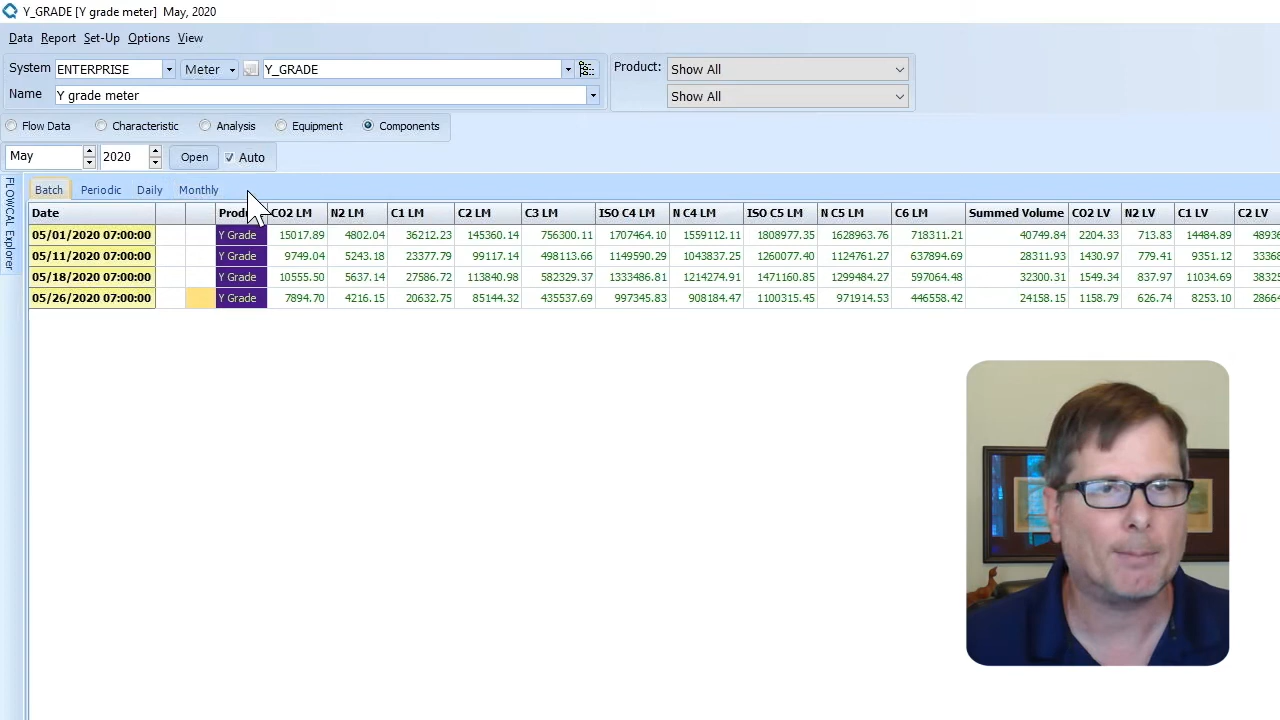 Y_GRADE [Y grade meter] May, 2020
Data Report Set-Up Options View
System ENTERPRISE Meter Y_GRADE Product: Show All
Name Y grade meter Show All
Flow Data Characteristic Analysis Equipment Components
May 2020 Open Auto
FLOWCAL Explorer
Batch Periodic Daily Monthly
Date CO2 LM N2 LM C1 LM C2 LM C3 LM ISO C4 LM N C4 LM ISO C5 LM N C5 LM C6 LM Summed Volume CO2 LV N2 LV C1 LV C2 LV
05/01/2020 07:00:00 Y Grade 15017.89 4802.04 36212.23 145360.14 756300.11 1707464.10 1559112.11 1808977.35 1628963.76 718311.21 40749.84 2204.33 713.83 14484.89 48936
05/11/2020 07:00:00 Y Grade 9749.04 5243.18 23377.79 99117.14 498113.66 1149590.29 1043837.25 1260077.40 1124761.27 637894.69 28311.93 1430.97 779.41 9351.12 33368
05/18/2020 07:00:00 Y Grade 10555.50 5637.14 27586.72 113840.98 582329.37 1333486.81 1214274.91 1471160.85 1299484.27 597064.48 32300.31 1549.34 837.97 11034.69 38325
05/26/2020 07:00:00 Y Grade 7894.70 4216.15 20632.75 85144.32 435537.69 997345.83 908184.47 1100315.45 971914.53 446558.42 24158.15 1158.79 626.74 8253.10 28664